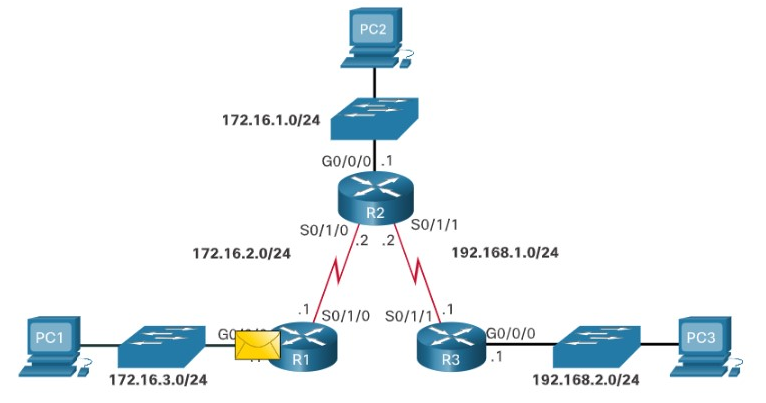 PC2
172.16.1.0/24
G0/0/0 .1
R2
S0/1/0 .2 .2 S0/1/1
172.16.2.0/24
192.168.1.0/24
.1 S0/1/0
S0/1/1 .1
PC1
R1
R3
G0/0/0
.1
PC3
172.16.3.0/24
192.168.2.0/24